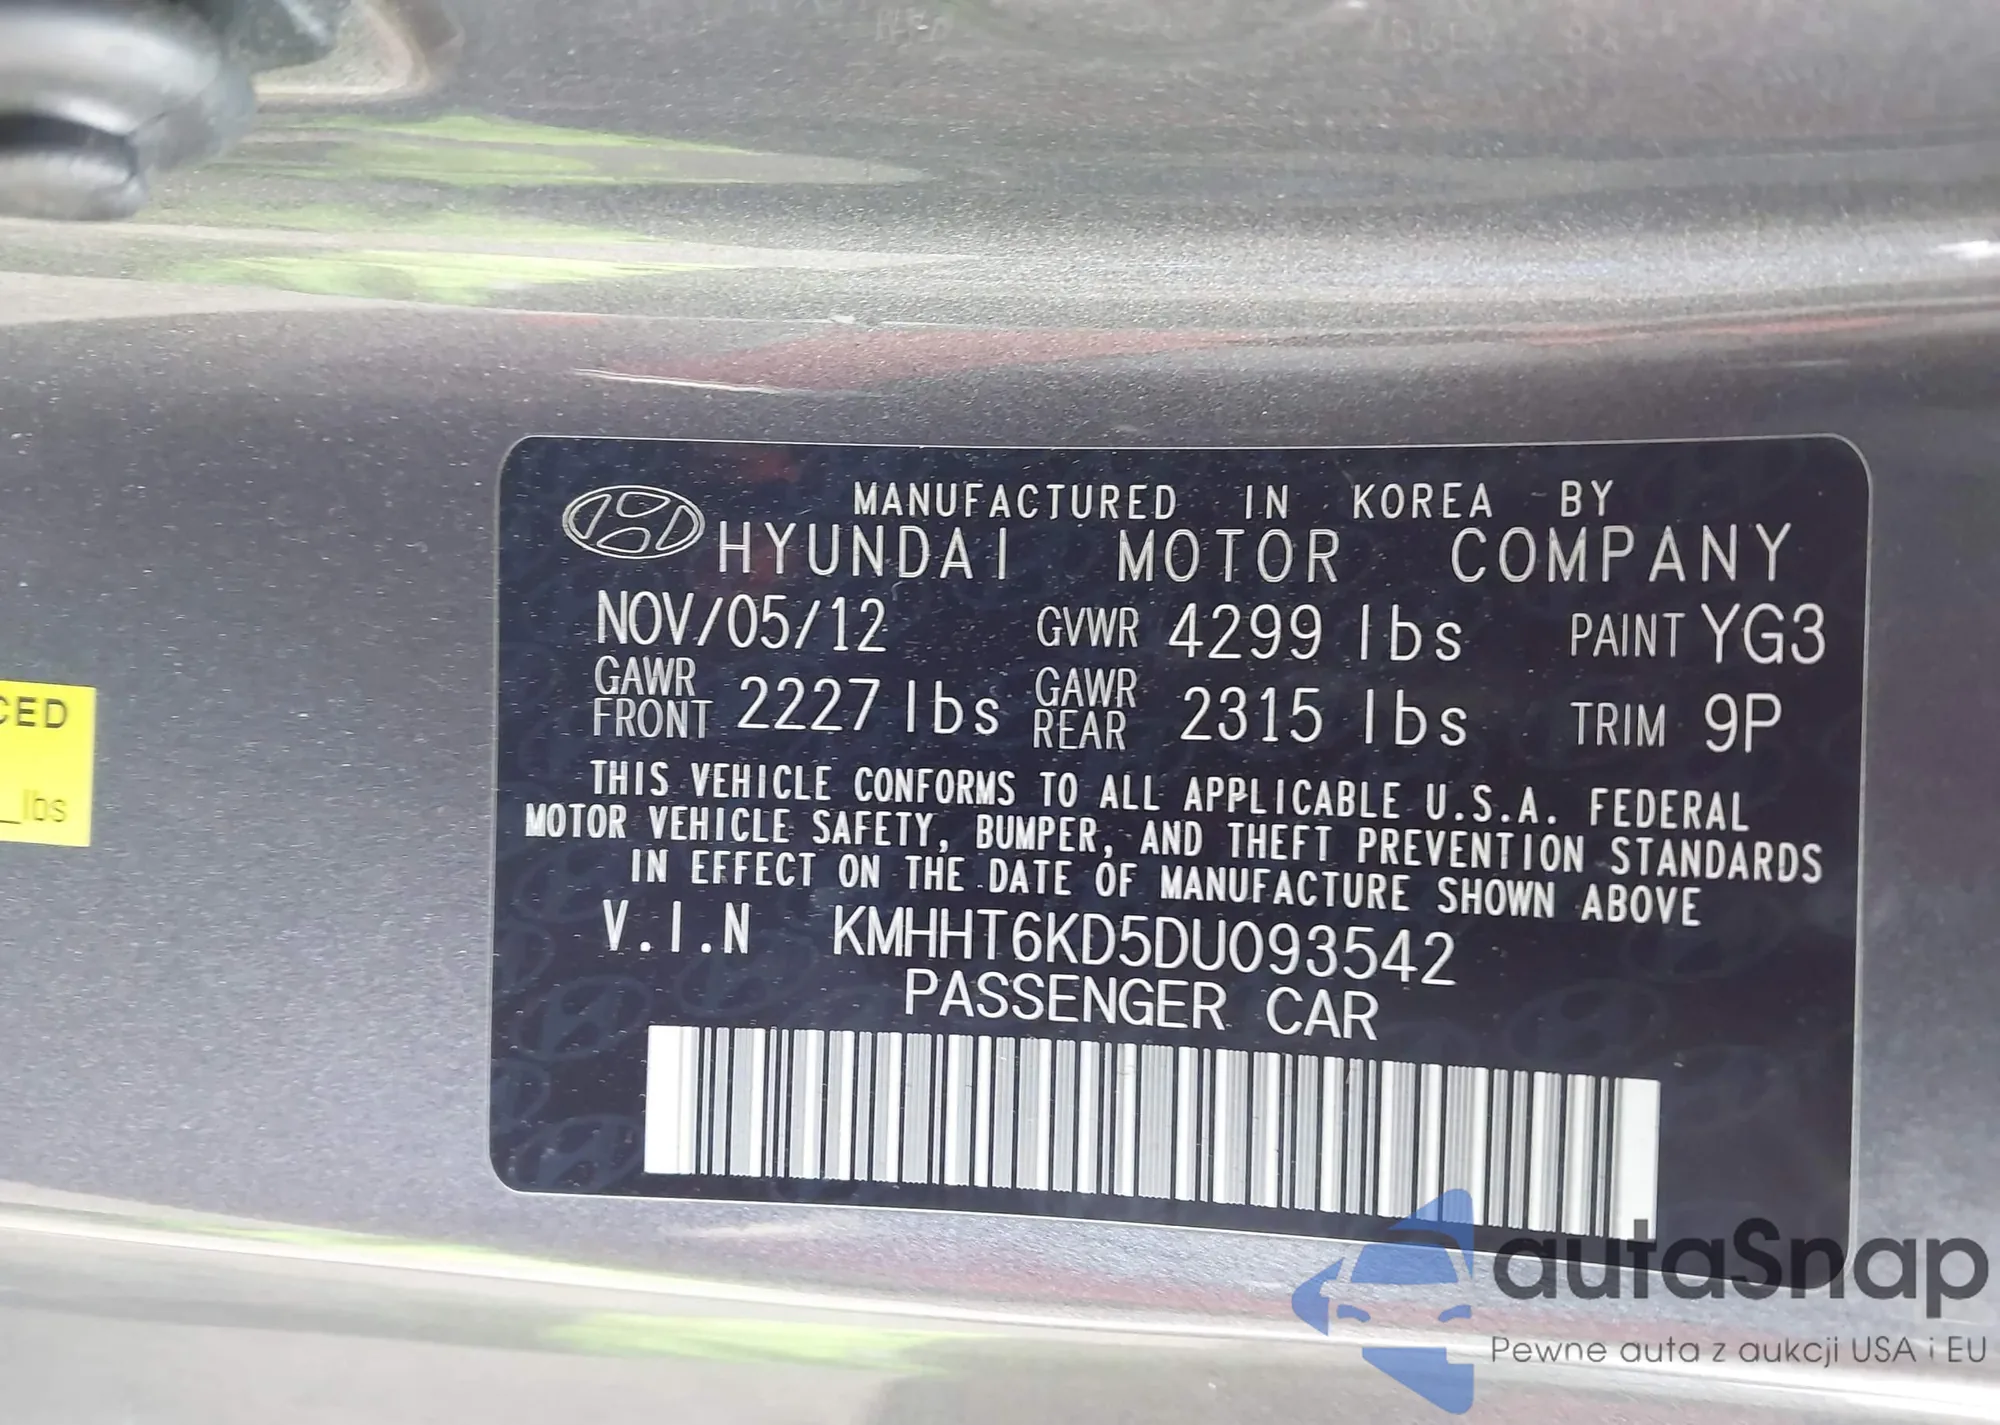 MANUFACTURED IN KOREA BY
HYUNDAI MOTOR COMPANY
NOV/05/12 GVWR 4299 lbs PAINT YG3
GAWR FRONT 2227 lbs GAWR REAR 2315 lbs TRIM 9P
THIS VEHICLE CONFORMS TO ALL APPLICABLE U.S.A. FEDERAL
MOTOR VEHICLE SAFETY, BUMPER, AND THEFT PREVENTION STANDARDS
IN EFFECT ON THE DATE OF MANUFACTURE SHOWN ABOVE
V.I.N KMHHT6KD5DU093542
PASSENGER CAR
CED
_lbs
autaSnap
Pewne auta z aukcji USA i EU